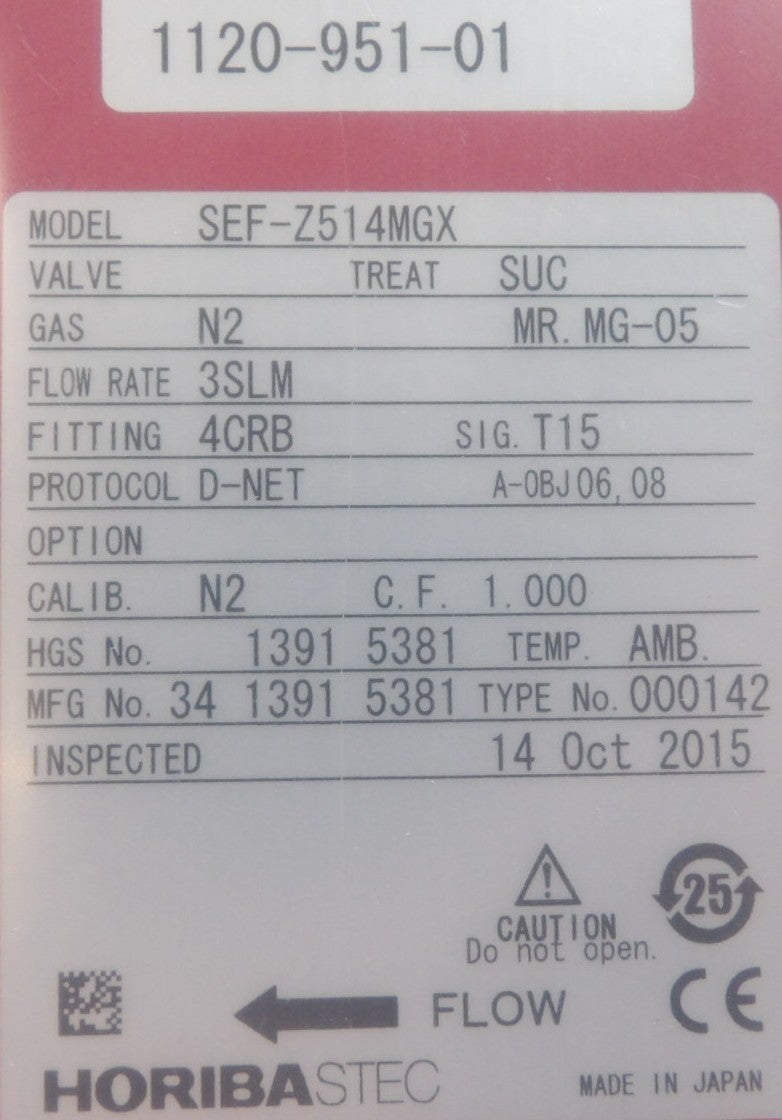 1120-951-01
MODEL SEF-Z514MGX
VALVE TREAT SUC
GAS N2 MR. MG-05
FLOW RATE 3SLM
FITTING 4CRB SIG. T15
PROTOCOL D-NET A-OBJ06,08
OPTION
CALIB. N2 C.F. 1.000
HGS No. 1391 5381 TEMP. AMB.
MFG No. 34 1391 5381 TYPE No. 000142
INSPECTED 14 Oct 2015
25
CAUTION
Do not open.
FLOW CE
HORIBASTEC MADE IN JAPAN